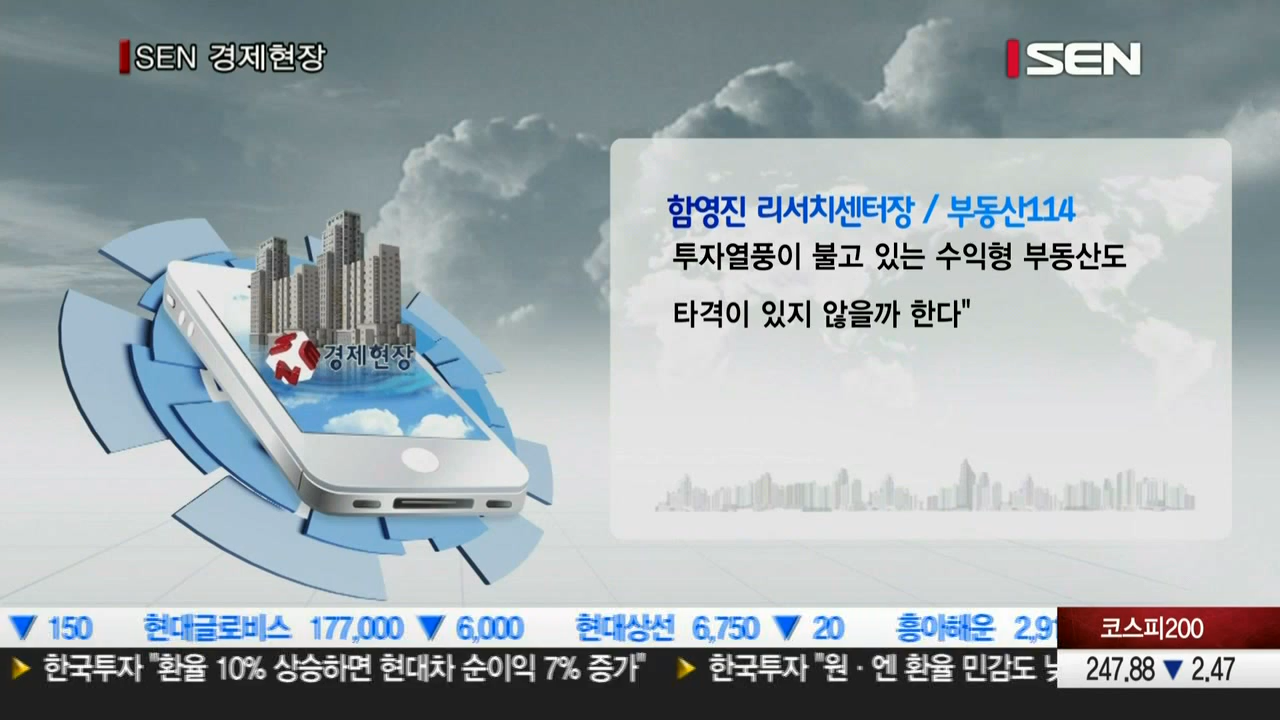 SEN 경제현장
SEN
함영진 리서치센터장 / 부동산114
투자열풍이 불고 있는 수익형 부동산도
타격이 있지 않을까 한다"
SEN 경제현장
▼ 150 현대글로비스 177,000 ▼ 6,000 현대상선 6,750 ▼ 20 흥아해운 2,91
코스피200
한국투자 "환율 10% 상승하면 현대차 순이익 7% 증가" 한국투자 "원·엔 환율 민감도
247.88 ▼ 2.47